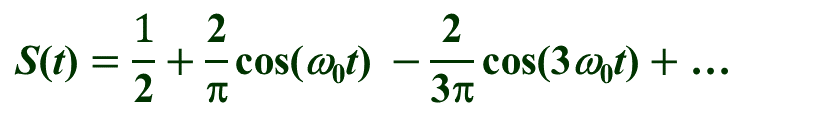 S(t) = 1/2 + 2/π cos(ω₀t) − 2/3π cos(3ω₀t) + ...